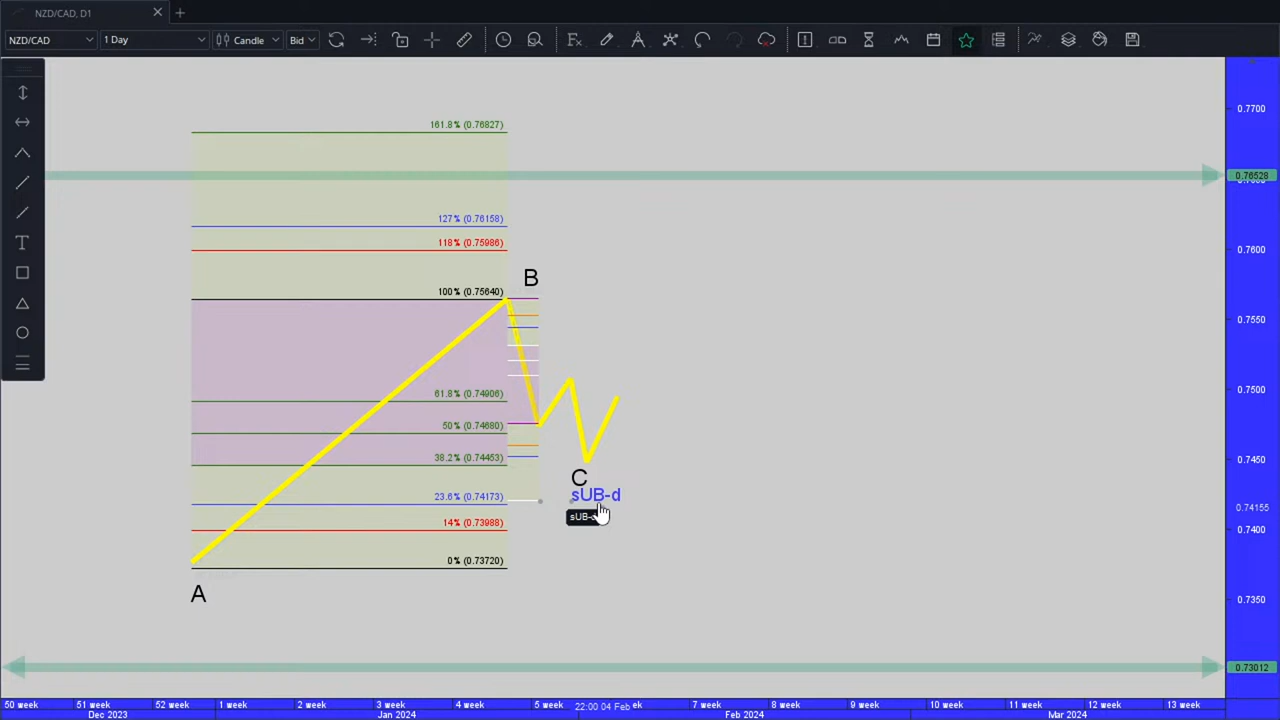 NZD/CAD, D1
NZD/CAD 1 Day Candle Bid
0.7700
161.8% (0.76827)
0.76528
127% (0.76158)
118% (0.75986)
0.7600
B
100% (0.75640)
0.7550
61.8% (0.74906)
0.7500
50% (0.74680)
38.2% (0.74453)
0.7450
C
sUB-d
23.6% (0.74173)
0.74155
14% (0.73988)
0.7400
0% (0.73720)
A
0.7350
0.73012
50 week 51 week 52 week 1 week 2 week 3 week 4 week 5 week 22:00 04 Feb ek 7 week 8 week 9 week 10 week 11 week 12 week 13 week
Dec 2023 Jan 2024 Feb 2024 Mar 2024